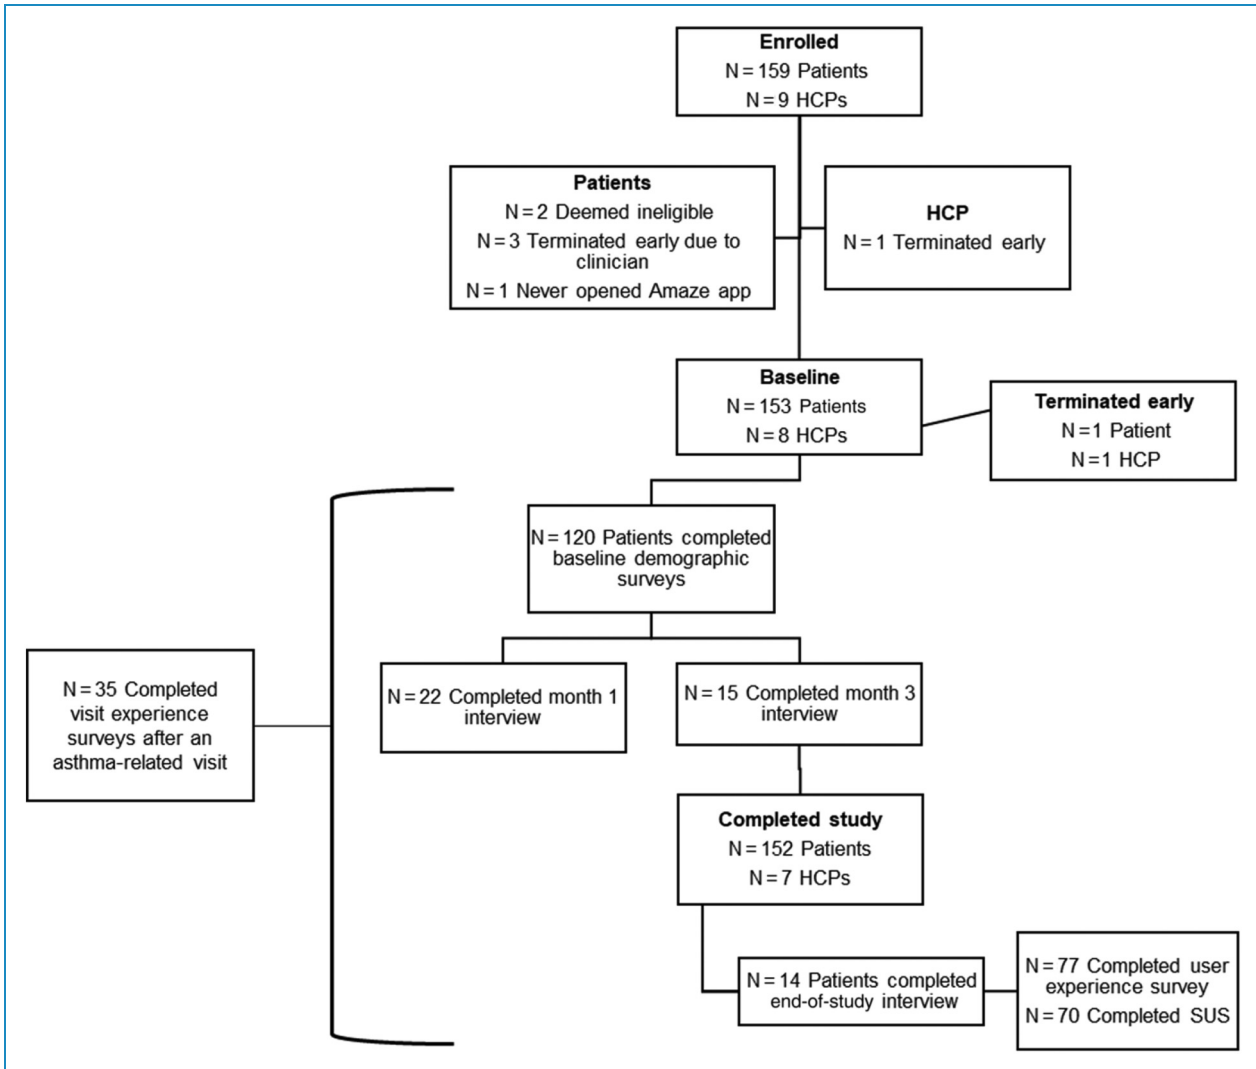 Enrolled
N = 159 Patients
N = 9 HCPs
Patients
N = 2 Deemed ineligible
N = 3 Terminated early due to
clinician
N = 1 Never opened Amaze app
HCP
N = 1 Terminated early
Baseline
N = 153 Patients
N = 8 HCPs
Terminated early
N =1 Patient
N =1 HCP
N = 120 Patients completed
baseline demographic
surveys
N = 35 Completed
visit experience
surveys after an
asthma-related visit
N = 22 Completed month 1
interview
N = 15 Completed month 3
interview
Completed study
N = 152 Patients
N = 7 HCPs
N = 14 Patients completed
end-of-study interview
N = 77 Completed user
experience survey
N = 70 Completed SUS